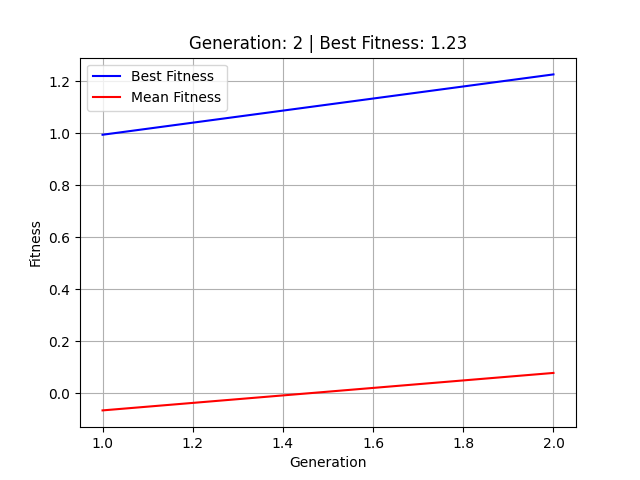 Generation: 2 | Best Fitness: 1.23
Best Fitness
Mean Fitness
Fitness
1.2
1.0
0.8
0.6
0.4
0.2
0.0
1.0 1.2 1.4 1.6 1.8 2.0
Generation